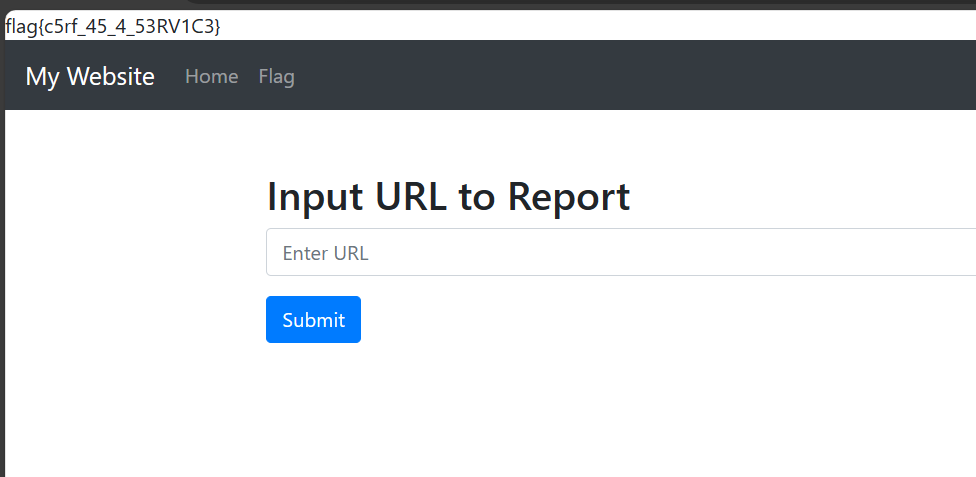 flag{c5rf_45_4_53RV1C3}
My Website Home Flag
Input URL to Report
Enter URL
Submit